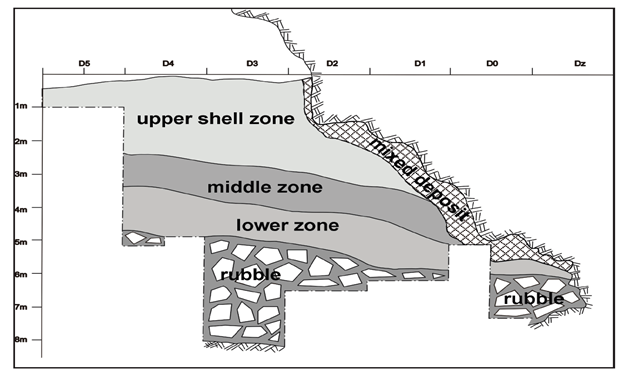 D5 D4 D3 D2 D1 D0 Dz
1m
upper shell zone
2m
mixed deposit
3m
middle zone
4m
lower zone
5m
rubble
6m
rubble
7m
8m